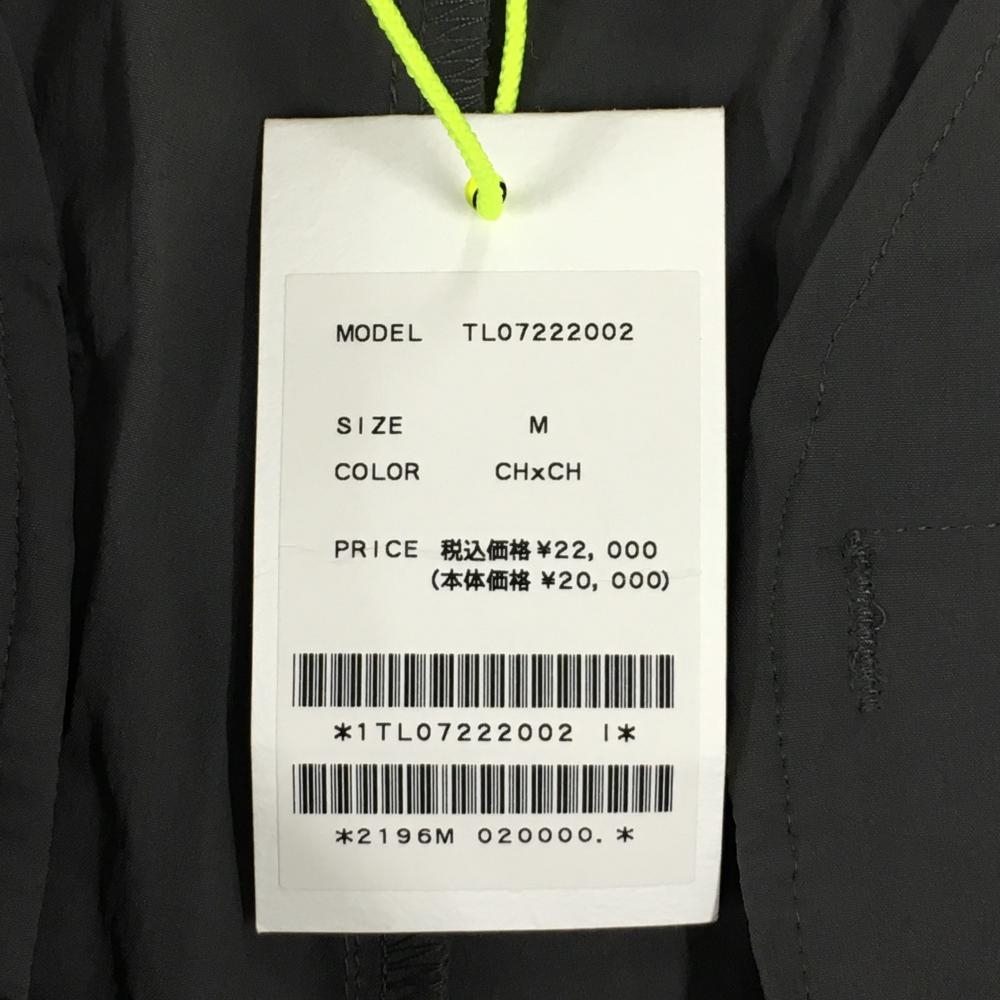 MODEL TL07222002
SIZE M
COLOR CHxCH
PRICE 税込価格 ¥22, 000
(本体価格 ¥20, 000)
*1TL07222002 I*
*2196M 020000. *